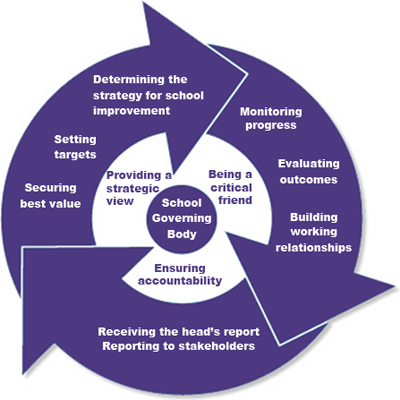 Determining the
strategy for school
improvement
Setting
targets
Securing
best value
Monitoring
progress
Evaluating
outcomes
Building
working
relationships
Providing a
strategic
view
Being a
critical
friend
School
Governing
Body
Ensuring
accountability
Receiving the head's report
Reporting to stakeholders